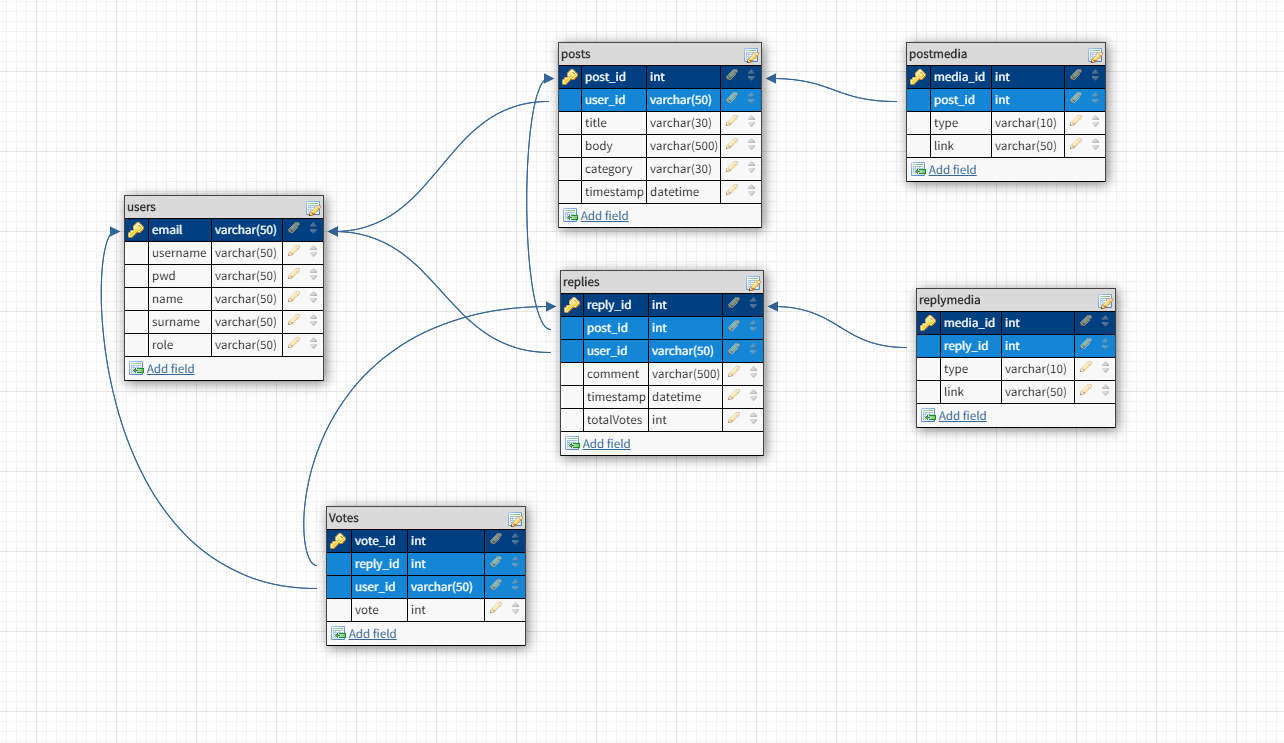 posts
post_id int
user_id varchar(50)
title varchar(30)
body varchar(500)
category varchar(30)
timestamp datetime
Add field
postmedia
media_id int
post_id int
type varchar(10)
link varchar(50)
Add field
users
email varchar(50)
username varchar(50)
pwd varchar(50)
name varchar(50)
surname varchar(50)
role varchar(50)
Add field
replies
reply_id int
post_id int
user_id varchar(50)
comment varchar(500)
timestamp datetime
totalVotes int
Add field
replymedia
media_id int
reply_id int
type varchar(10)
link varchar(50)
Add field
Votes
vote_id int
reply_id int
user_id varchar(50)
vote int
Add field